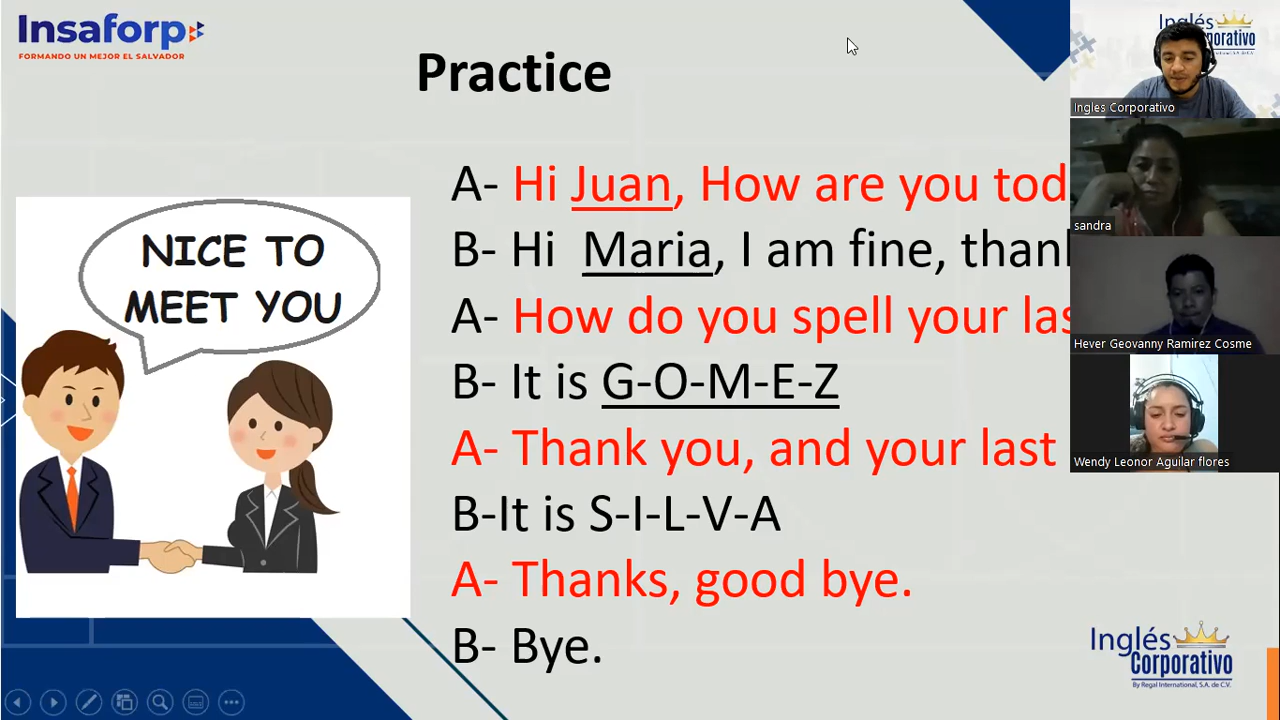 Insaforp
FORMANDO UN MEJOR EL SALVADOR
Practice
NICE TO
MEET YOU
A- Hi Juan, How are you tod
B- Hi Maria, I am fine, than
A- How do you spell your las
B- It is G-O-M-E-Z
A- Thank you, and your last
B-It is S-I-L-V-A
A- Thanks, good bye.
B- Bye.
Inglés
Corporativo
By Regal International, S.A. de C.V.
Inglés
orporativo
Ingles Corporativo
sandra
Hever Geovanny Ramirez Cosme
Wendy Leonor Aguilar flores